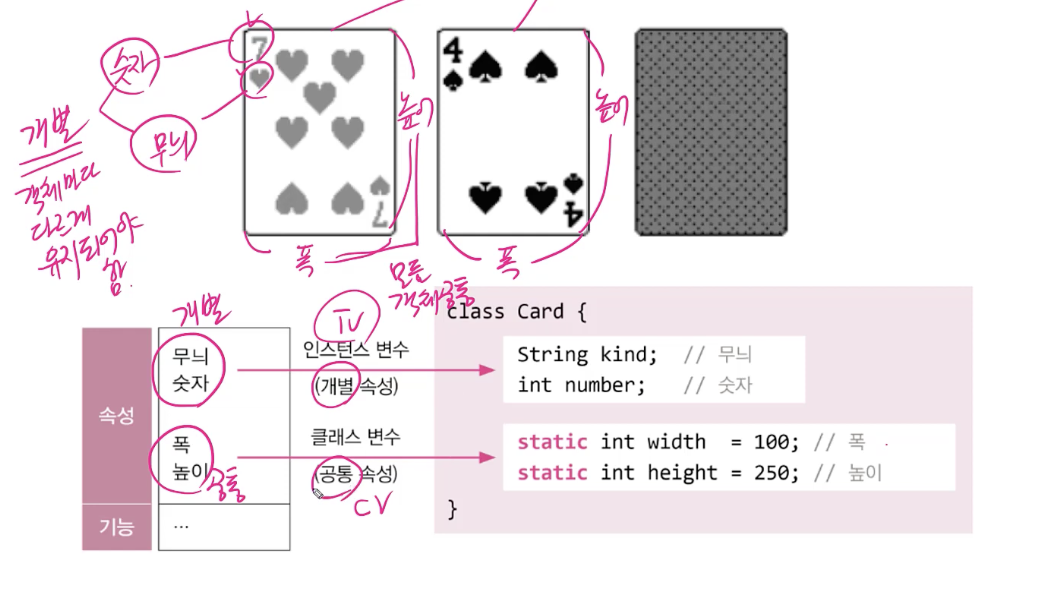 숫자
무늬
개별
객체마다
다르게
유지되어야
함.
7
7
높이
폭
4
4
높이
폭
모든
객체공통
개별
속성
무늬
숫자
폭
높이
공통
기능
...
IV
인스턴스 변수
(개별 속성)
클래스 변수
(공통 속성)
CV
class Card {
String kind; // 무늬
int number; // 숫자
static int width = 100; // 폭
static int height = 250; // 높이
}